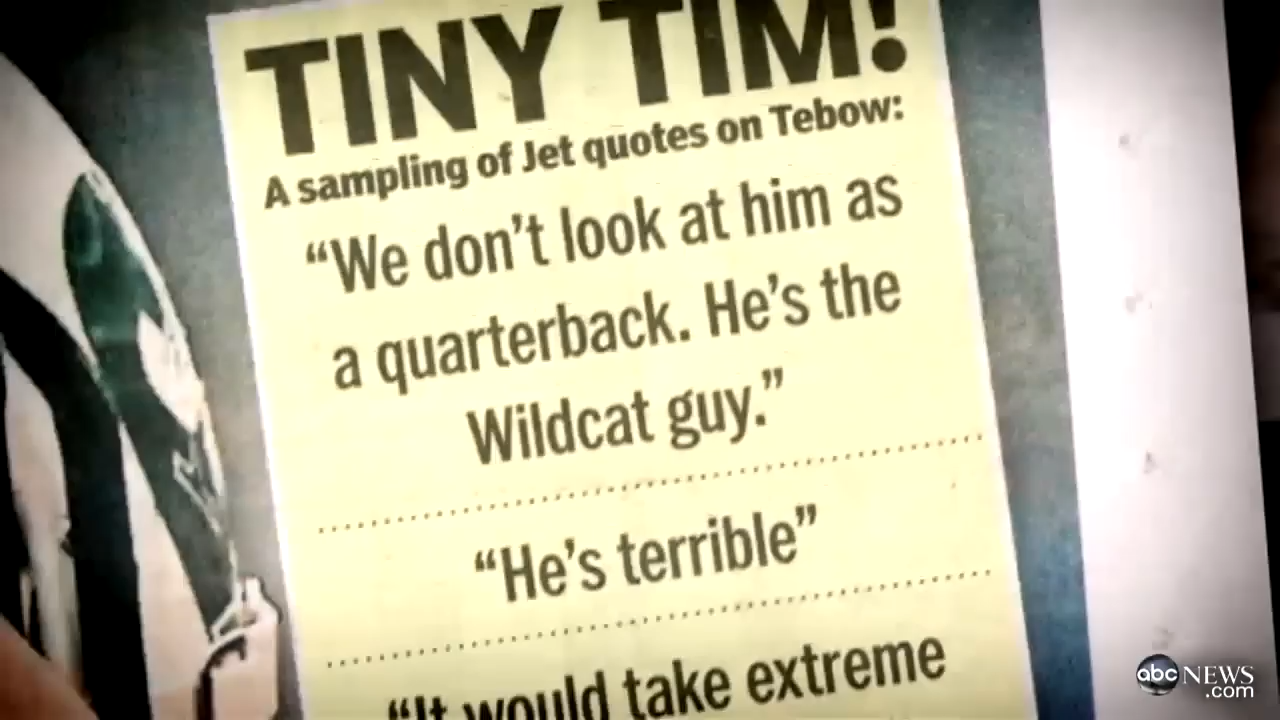 TINY TIM!
A sampling of Jet quotes on Tebow:
“We don’t look at him as
a quarterback. He’s the
Wildcat guy.”
“He’s terrible”
“It would take extreme
abc NEWS
.com